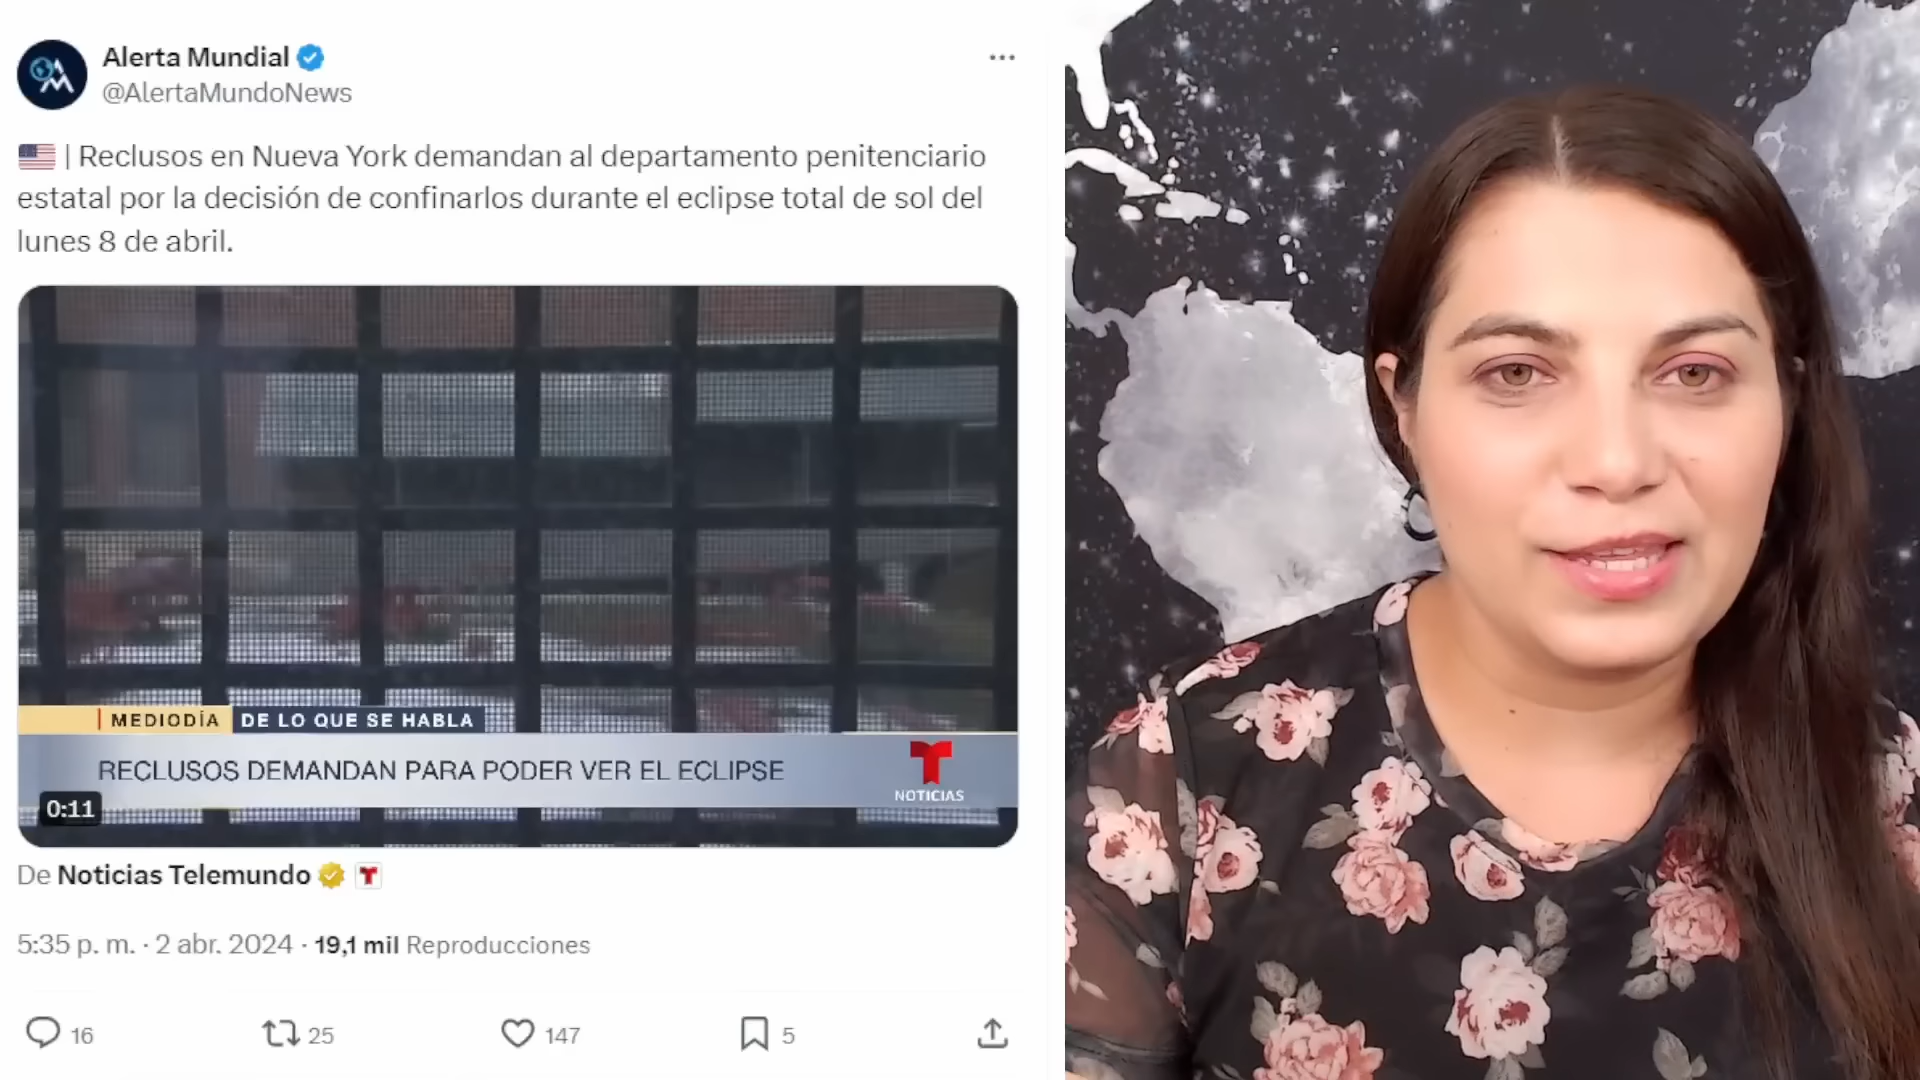 Alerta Mundial
@AlertaMundoNews
| Reclusos en Nueva York demandan al departamento penitenciario
estatal por la decisión de confinarlos durante el eclipse total de sol del
lunes 8 de abril.
MEDIODÍA DE LO QUE SE HABLA
RECLUSOS DEMANDAN PARA PODER VER EL ECLIPSE
NOTICIAS
0:11
De Noticias Telemundo
5:35 p. m. · 2 abr. 2024 · 19,1 mil Reproducciones
16 25 147 5